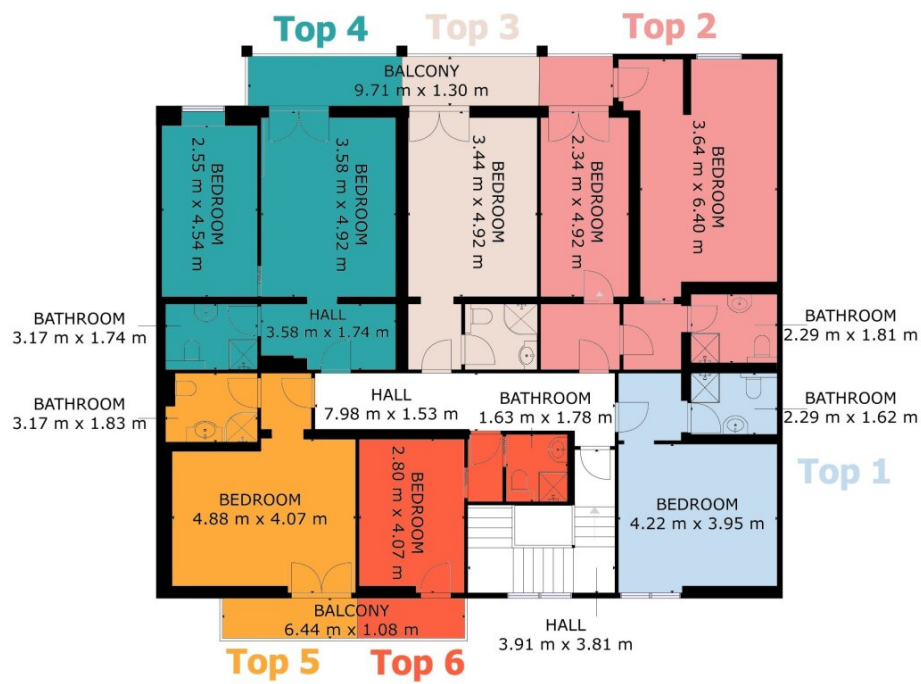 Top 4
Top 3
Top 2
BALCONY
9.71 m x 1.30 m
BEDROOM
2.55 m x 4.54 m
BEDROOM
3.58 m x 4.92 m
BEDROOM
3.44 m x 4.92 m
BEDROOM
2.34 m x 4.92 m
BEDROOM
3.64 m x 6.40 m
BATHROOM
3.17 m x 1.74 m
HALL
3.58 m x 1.74 m
BATHROOM
2.29 m x 1.81 m
BATHROOM
3.17 m x 1.83 m
HALL
7.98 m x 1.53 m
BATHROOM
1.63 m x 1.78 m
BATHROOM
2.29 m x 1.62 m
Top 1
BEDROOM
4.88 m x 4.07 m
BEDROOM
2.80 m x 4.07 m
BEDROOM
4.22 m x 3.95 m
BALCONY
6.44 m x 1.08 m
HALL
3.91 m x 3.81 m
Top 5
Top 6